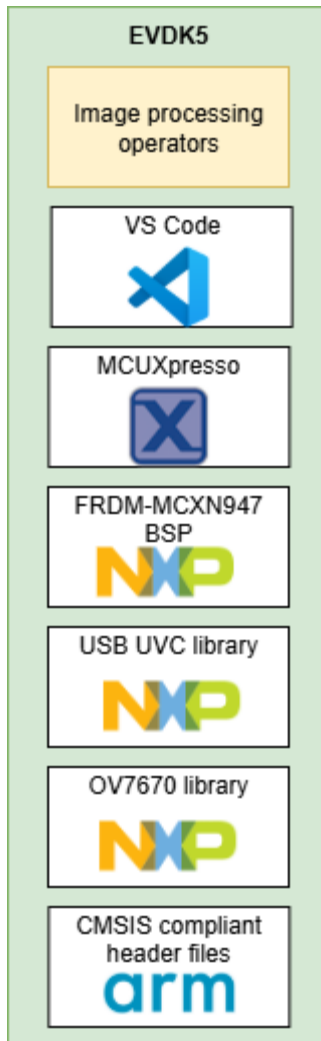 EVDK5
Image processing
operators
VS Code
MCUXpresso
X
FRDM-MCXN947
BSP
NXP
USB UVC library
NXP
OV7670 library
NXP
CMSIS compliant
header files
arm